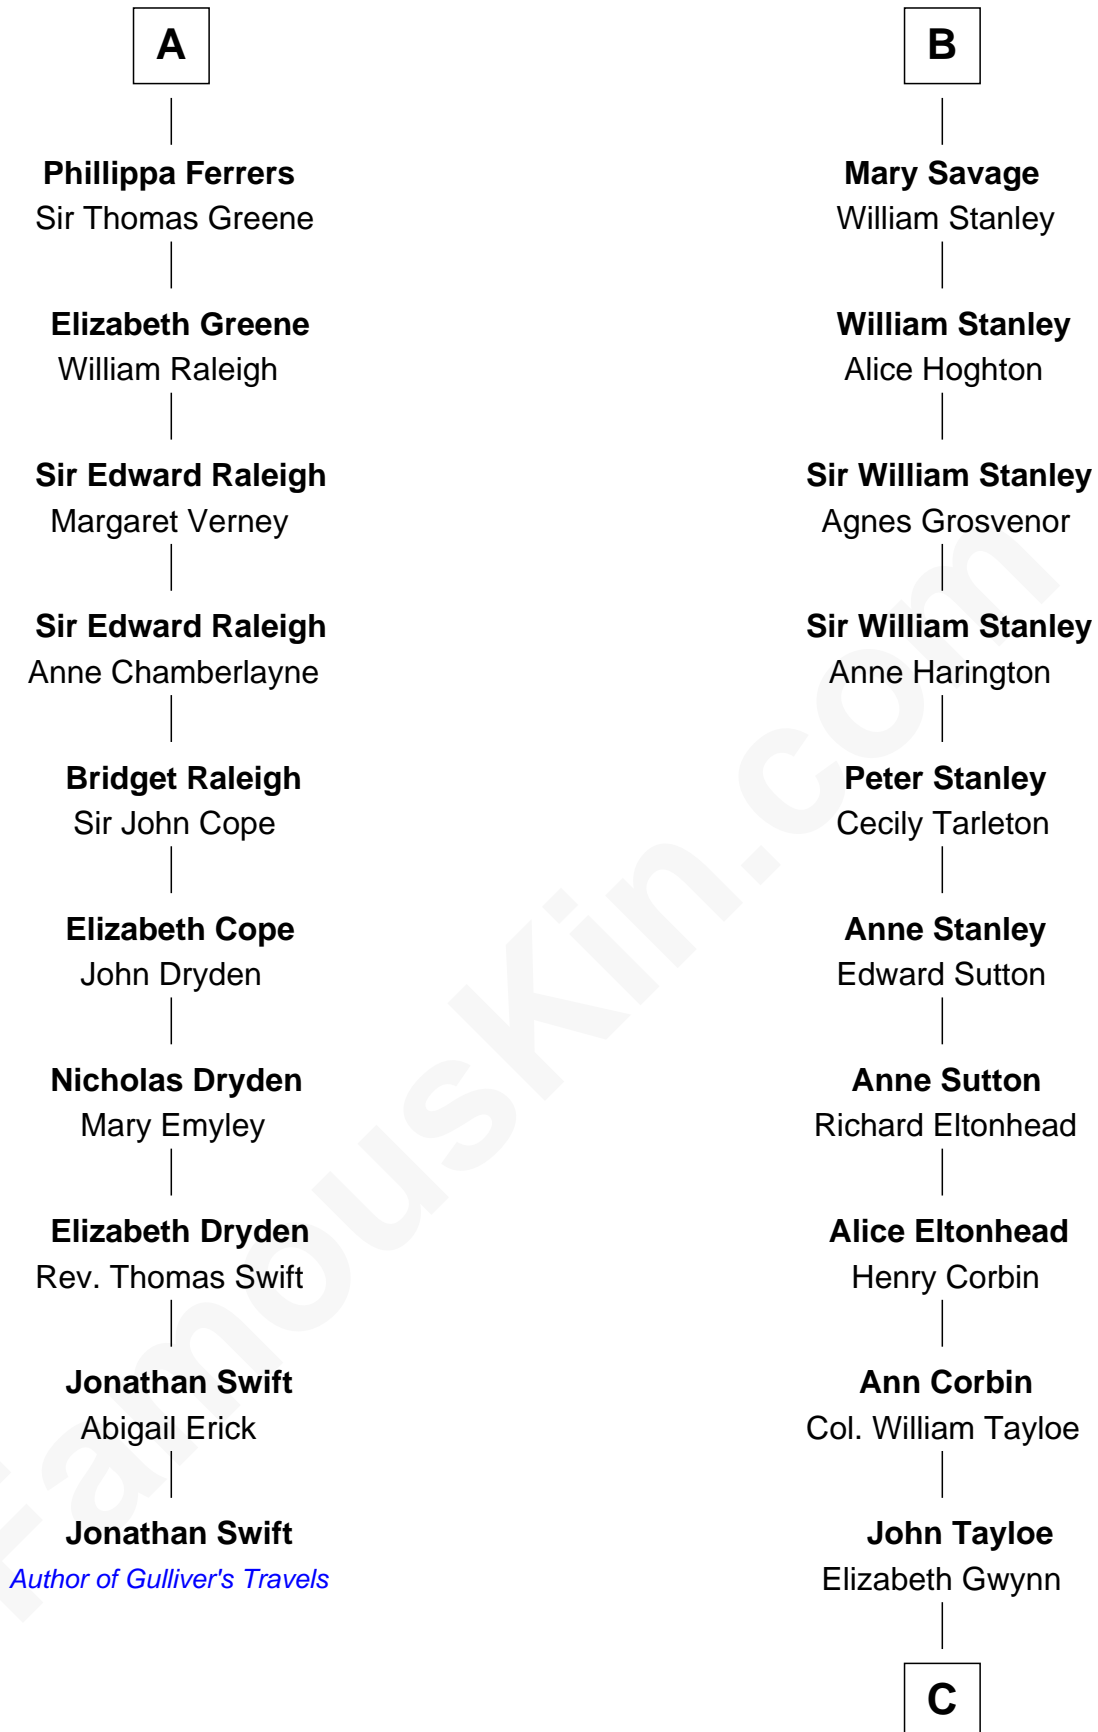 A
Phillippa Ferrers
Sir Thomas Greene
Elizabeth Greene
William Raleigh
Sir Edward Raleigh
Margaret Verney
Sir Edward Raleigh
Anne Chamberlayne
Bridget Raleigh
Sir John Cope
Elizabeth Cope
John Dryden
Nicholas Dryden
Mary Emyley
Elizabeth Dryden
Rev. Thomas Swift
Jonathan Swift
Abigail Erick
Jonathan Swift
Author of Gulliver's Travels
B
Mary Savage
William Stanley
William Stanley
Alice Hoghton
Sir William Stanley
Agnes Grosvenor
Sir William Stanley
Anne Harington
Peter Stanley
Cecily Tarleton
Anne Stanley
Edward Sutton
Anne Sutton
Richard Eltonhead
Alice Eltonhead
Henry Corbin
Ann Corbin
Col. William Tayloe
John Tayloe
Elizabeth Gwynn
C
FamousKin.com